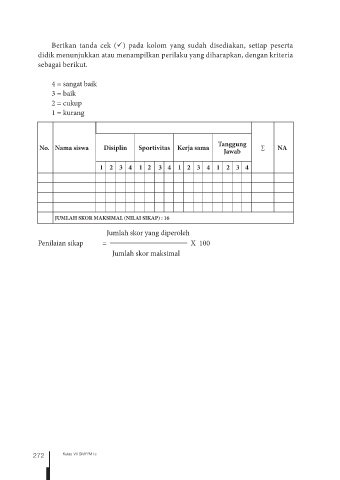 Berikan tanda cek (✓) pada kolom yang sudah disediakan, setiap peserta
didik menunjukkan atau menampilkan perilaku yang diharapkan, dengan kriteria
sebagai berikut.
4 = sangat baik
3 = baik
2 = cukup
1 = kurang
No. Nama siswa Disiplin Sportivitas Kerja sama Tanggung Jawab ∑ NA
1 2 3 4 1 2 3 4 1 2 3 4 1 2 3 4
JUMLAH SKOR MAKSIMAL (NILAI SIKAP) : 16
Jumlah skor yang diperoleh
Penilaian sikap = X 100
Jumlah skor maksimal
272 Kelas VII SMP/MTs